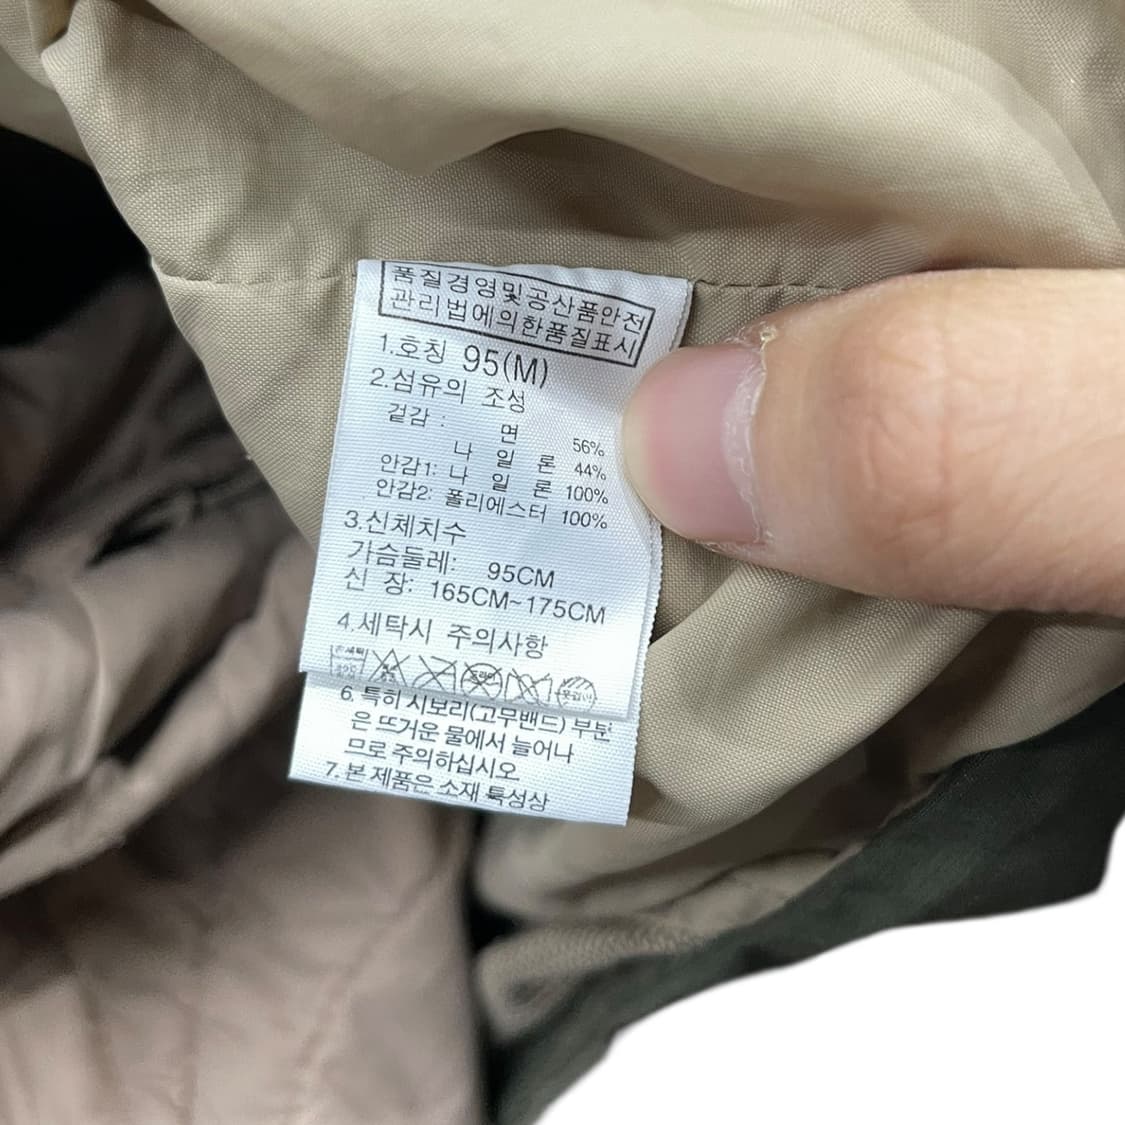 품질경영및공산품안전
관리법에의한품질표시
1.호칭 95(M)
2.섬유의 조성
겉감 : 면 56%
나 일 론 44%
안감1: 나 일 론 100%
안감2: 폴리에스터 100%
3.신체치수
가슴둘레: 95CM
신 장: 165CM~175CM
4.세탁시 주의사항
6. 특히 시보리(고무밴드) 부분
은 뜨거운 물에서 늘어나
므로 주의하십시오
7. 본 제품은 소재 특성상